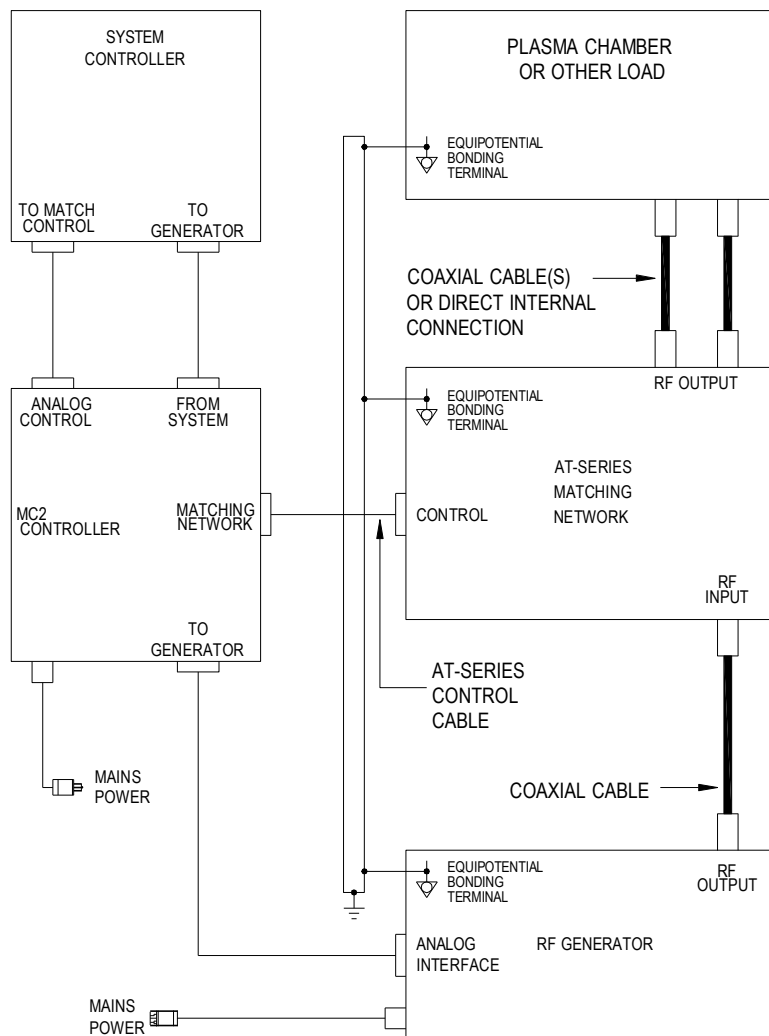 SYSTEM
CONTROLLER
TO MATCH
CONTROL
TO
GENERATOR
PLASMA CHAMBER
OR OTHER LOAD
EQUIPOTENTIAL
BONDING
TERMINAL
COAXIAL CABLE(S)
OR DIRECT INTERNAL
CONNECTION
ANALOG
CONTROL
FROM
SYSTEM
MC2
CONTROLLER
MATCHING
NETWORK
TO
GENERATOR
RF OUTPUT
EQUIPOTENTIAL
BONDING
TERMINAL
AT-SERIES
MATCHING
NETWORK
CONTROL
RF
INPUT
AT-SERIES
CONTROL
CABLE
MAINS
POWER
COAXIAL CABLE
EQUIPOTENTIAL
BONDING
TERMINAL
RF
OUTPUT
ANALOG
INTERFACE
RF GENERATOR
MAINS
POWER